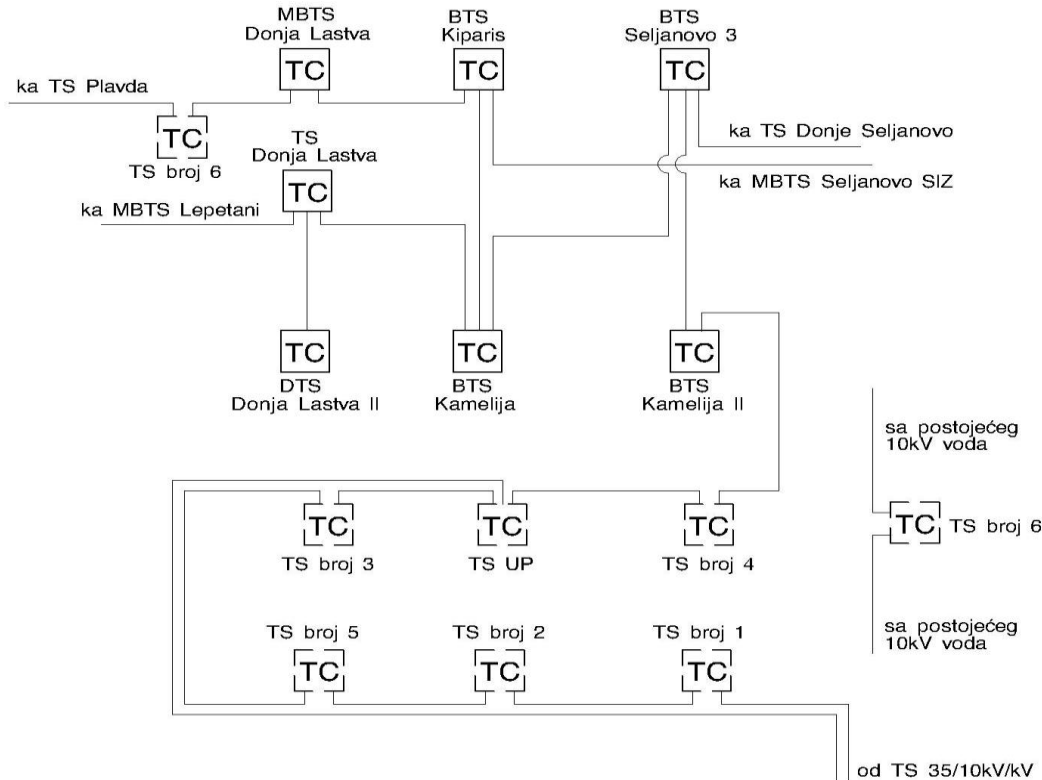 MBTS
Donja Lastva
BTS
Kiparis
BTS
Seljanovo 3
TC
TC
TC
ka TS Plavda
TC
TS broj 6
TS
Donja Lastva
TC
ka TS Donje Seljanovo
ka MBTS Seljanovo SIZ
ka MBTS Lepetani
TC
DTS
Donja Lastva II
TC
BTS
Kamelija
TC
BTS
Kamelija II
sa postojećeg
10kV voda
TC
TS broj 3
TC
TS UP
TC
TS broj 4
TC
TS broj 6
sa postojećeg
10kV voda
TS broj 5
TC
TS broj 2
TC
TS broj 1
TC
od TS 35/10kV/kV